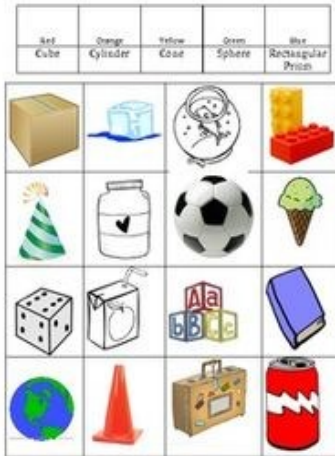 Red Orange Yellow Green Blue
Cube Cylinder Cone Sphere Rectangular
Prism
Aa
bB Cc